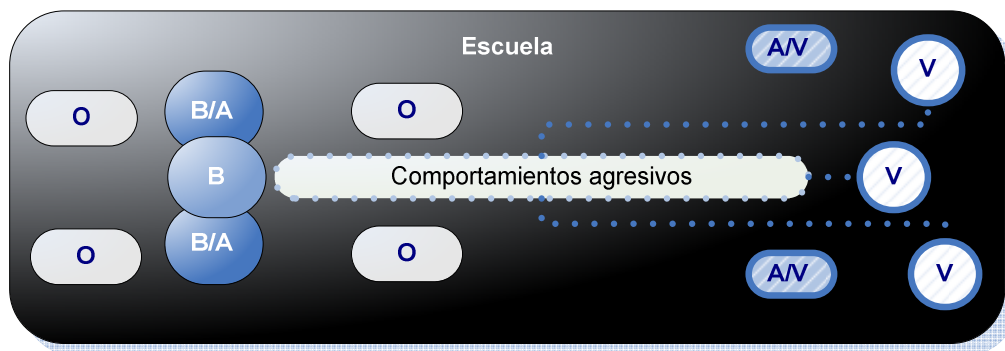 Escuela
A/V
V
O
B/A
O
B
Comportamientos agresivos
V
O
B/A
O
A/V
V